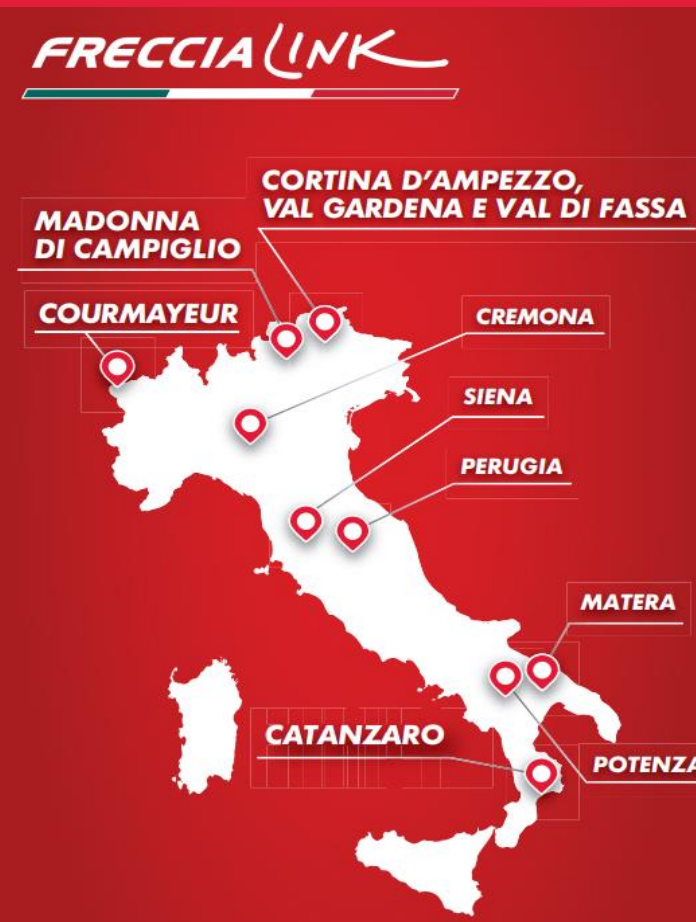 FRECCIALINK
CORTINA D'AMPEZZO,
VAL GARDENA E VAL DI FASSA
MADONNA
DI CAMPIGLIO
COURMAYEUR
CREMONA
SIENA
PERUGIA
MATERA
CATANZARO
POTENZA